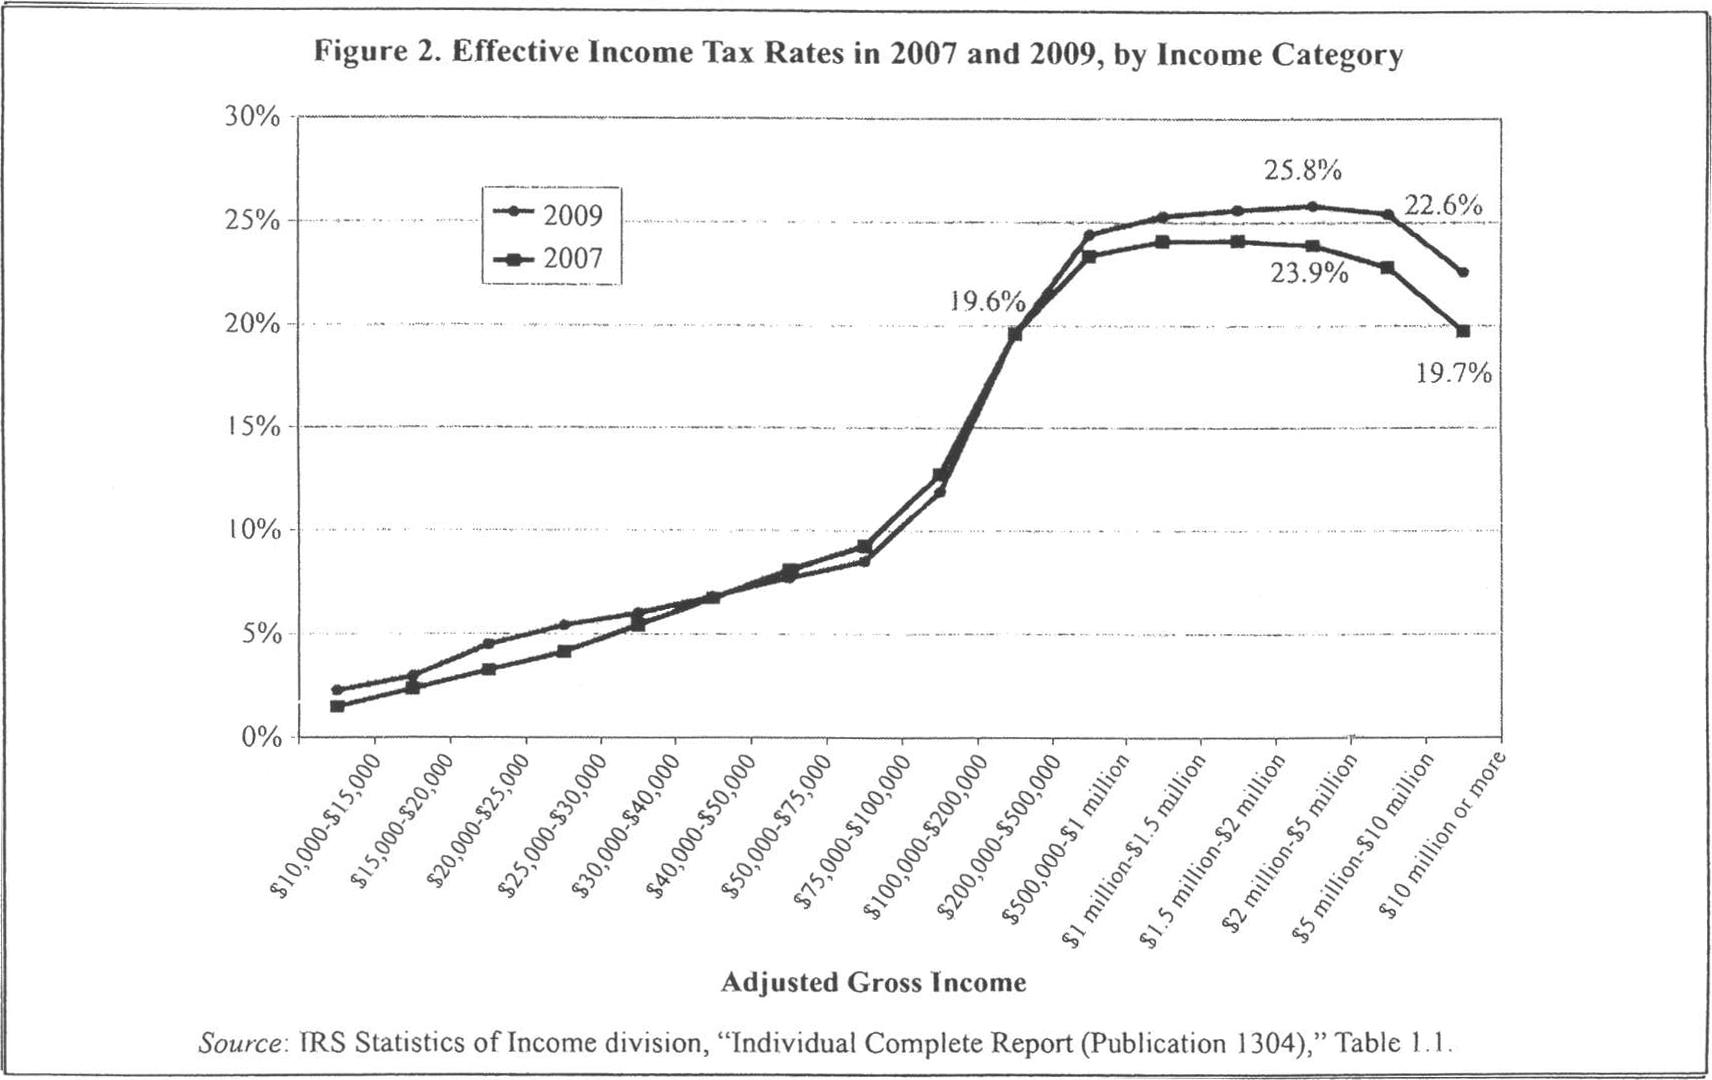 Figure 2. Effective Income Tax Rates in 2007 and 2009, by Income Category
30%
25%
20%
15%
10%
5%
0%
2009
2007
25.8%
22.6%
23.9%
19.6%
19.7%
$10,000-$15,000
$15,000-$20,000
$20,000-$25,000
$25,000-$30,000
$30,000-$40,000
$40,000-$50,000
$50,000-$75,000
$75,000-$100,000
$100,000-$200,000
$200,000-$500,000
$500,000-$1 million
$1 million-$1.5 million
$1.5 million-$2 million
$2 million-$5 million
$5 million-$10 million
$10 million or more
Adjusted Gross Income
Source: IRS Statistics of Income division, “Individual Complete Report (Publication 1304),” Table 1.1.